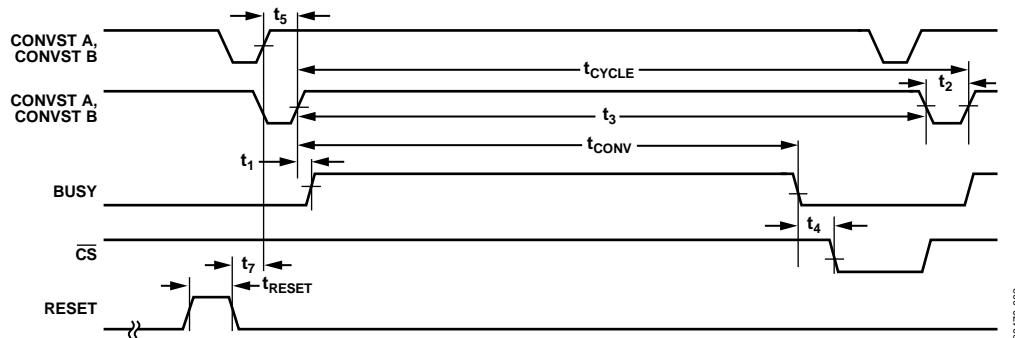 t5
CONVST A,
CONVST B
tCYCLE
t2
CONVST A,
CONVST B
t3
tCONV
t1
BUSY
t4
CS
t7
tRESET
RESET